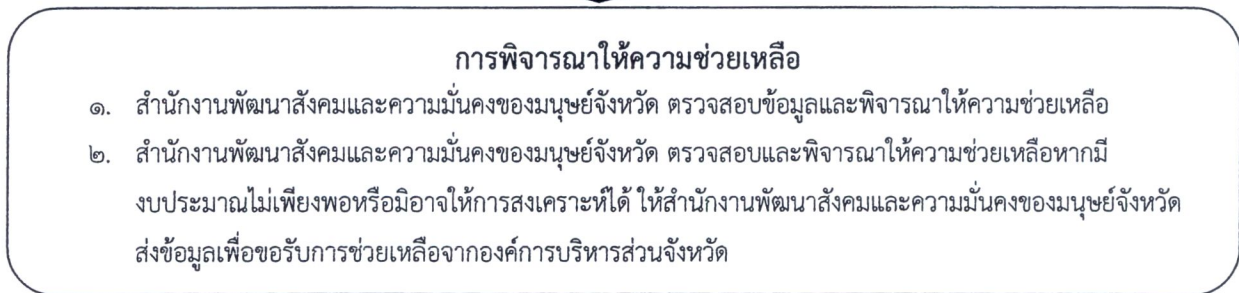 การพิจารณาให้ความช่วยเหลือ
๑. สำนักงานพัฒนาสังคมและความมั่นคงของมนุษย์จังหวัด ตรวจสอบข้อมูลและพิจารณาให้ความช่วยเหลือ
๒. สำนักงานพัฒนาสังคมและความมั่นคงของมนุษย์จังหวัด ตรวจสอบและพิจารณาให้ความช่วยเหลือหากมี
งบประมาณไม่เพียงพอหรือมิอาจให้การสงเคราะห์ได้ ให้สำนักงานพัฒนาสังคมและความมั่นคงของมนุษย์จังหวัด
ส่งข้อมูลเพื่อขอรับการช่วยเหลือจากองค์การบริหารส่วนจังหวัด